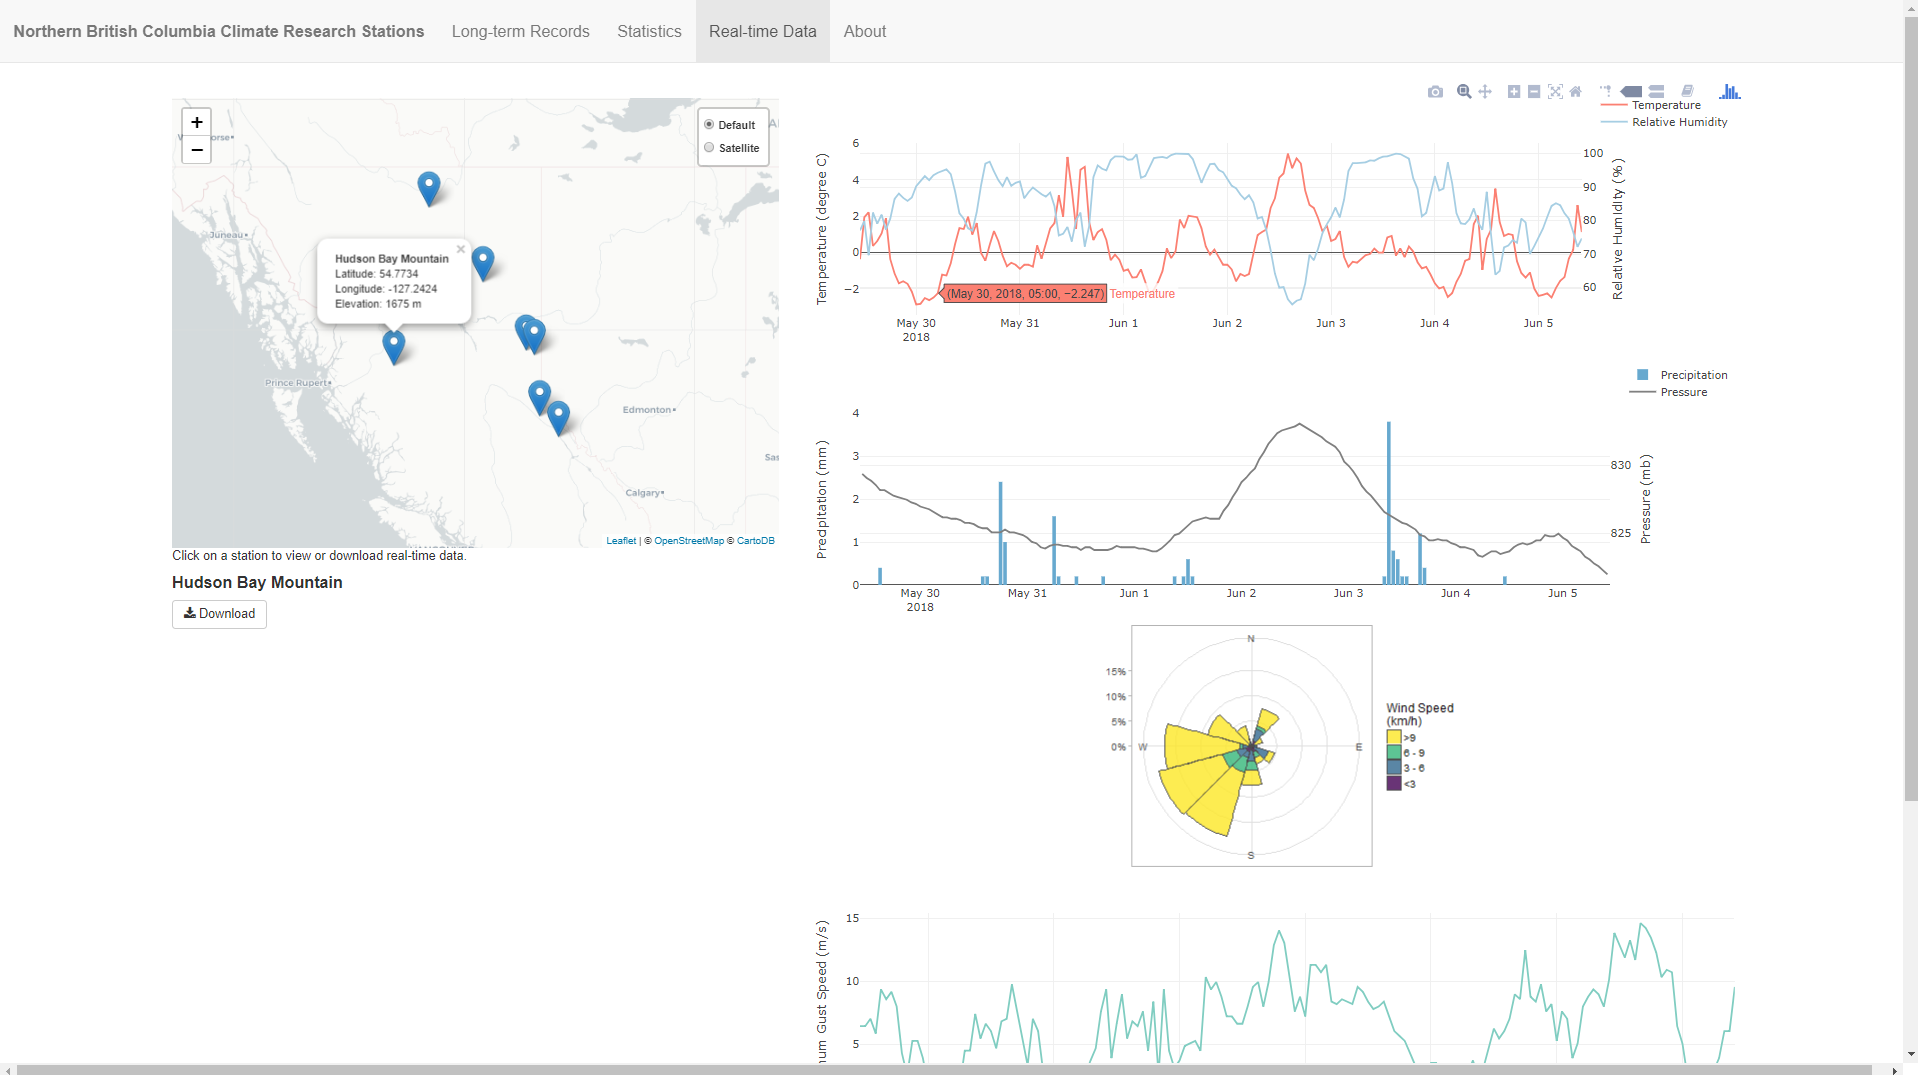 Northern British Columbia Climate Research Stations Long-term Records Statistics Real-time Data About
+
−
Default
Satellite
Juneau
Hudson Bay Mountain ×
Latitude: 54.7734
Longitude: -127.2424
Elevation: 1675 m
Prince Rupert
Edmonton
Calgary
Sas
Leaflet | © OpenStreetMap © CartoDB
Click on a station to view or download real-time data.
Hudson Bay Mountain
Download
Temperature
Relative Humidity
Temperature (degree C)
6
4
2
0
−2
100
90
80
70
60
Relative Humidity (%)
(May 30, 2018, 05:00, −2.247) Temperature
May 30 May 31 Jun 1 Jun 2 Jun 3 Jun 4 Jun 5
2018
Precipitation
Pressure
Precipitation (mm)
4
3
2
1
0
830
825
Pressure (mb)
May 30 May 31 Jun 1 Jun 2 Jun 3 Jun 4 Jun 5
2018
N
15%
10%
5%
0% W E
S
Wind Speed
(km/h)
>9
6 - 9
3 - 6
<3
15
10
5
Gust Speed (m/s)